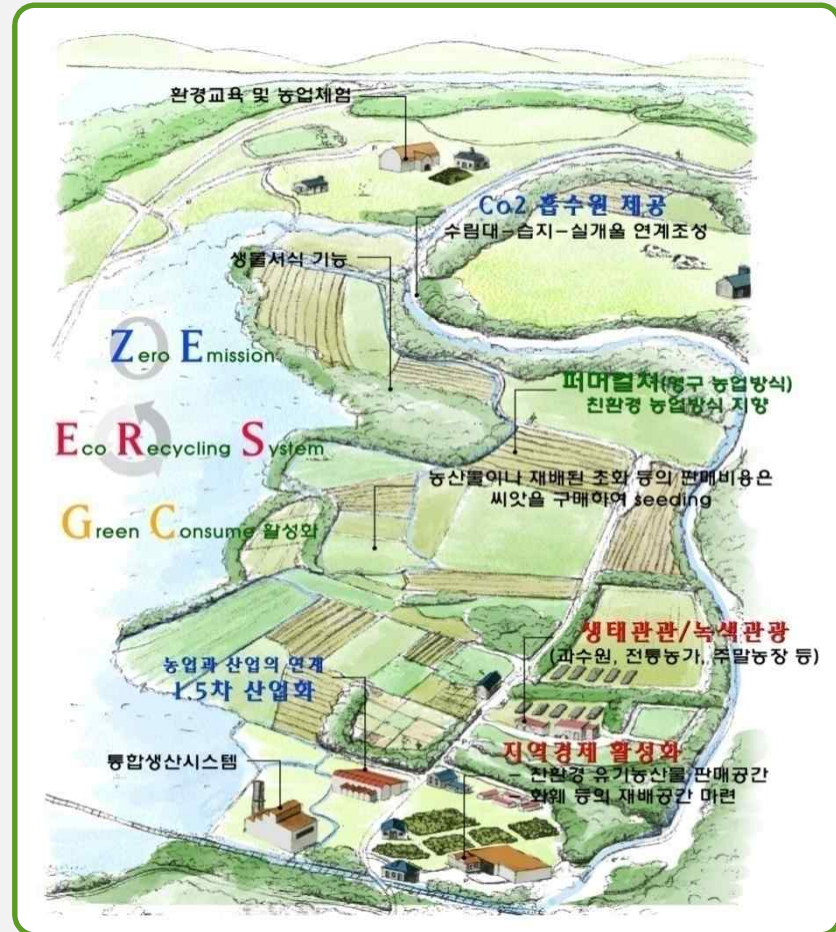 환경교육 및 농업체험
Co2 흡수원 제공
수림대-습지-실개울 연계조성
생물서식 기능
Zero Emission
퍼머컬처(영구 농업방식)
친환경 농업방식 지향
Eco Recycling System
농산물이나 재배된 초화 등의 판매비용은
씨앗을 구매하여 seeding
Green Consume 활성화
생태관관/녹색관광
(과수원, 전통농가, 주말농장 등)
농업과 산업의 연계
1.5차 산업화
지역경제 활성화
- 친환경 유기농산물 판매공간
- 화훼 등의 재배공간 마련
통합생산시스템